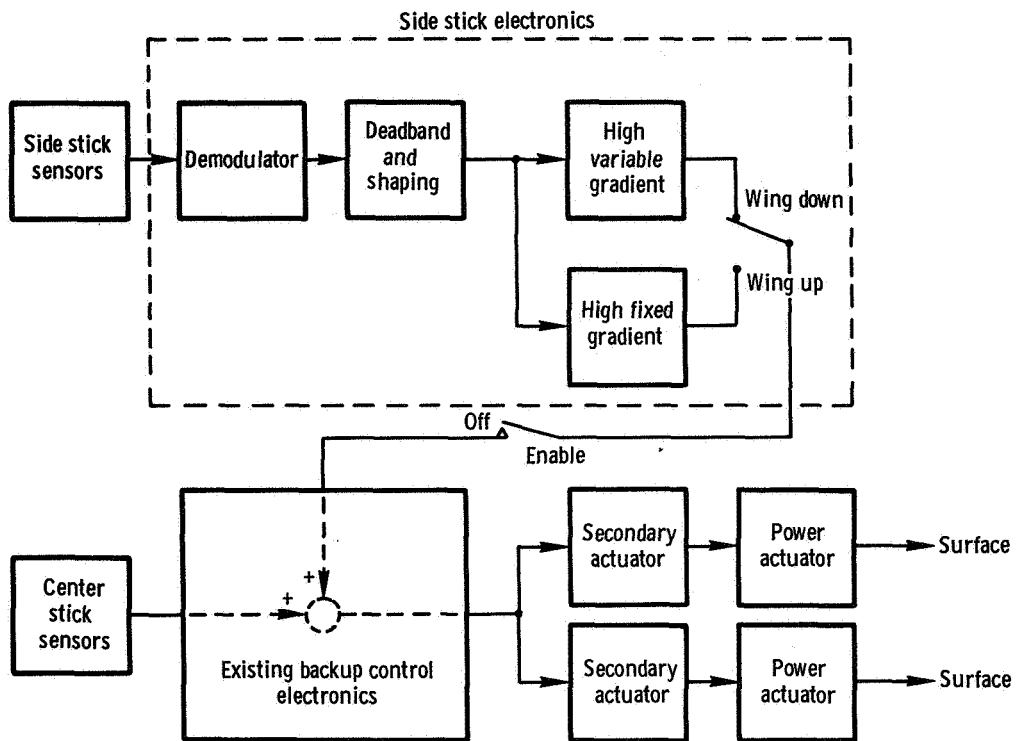 Side stick electronics
Side stick
sensors
Demodulator
Deadband
and
shaping
High
variable
gradient
Wing down
Wing up
High fixed
gradient
Off
Enable
Center
stick
sensors
+
+
Existing backup control
electronics
Secondary
actuator
Power
actuator
Surface
Secondary
actuator
Power
actuator
Surface